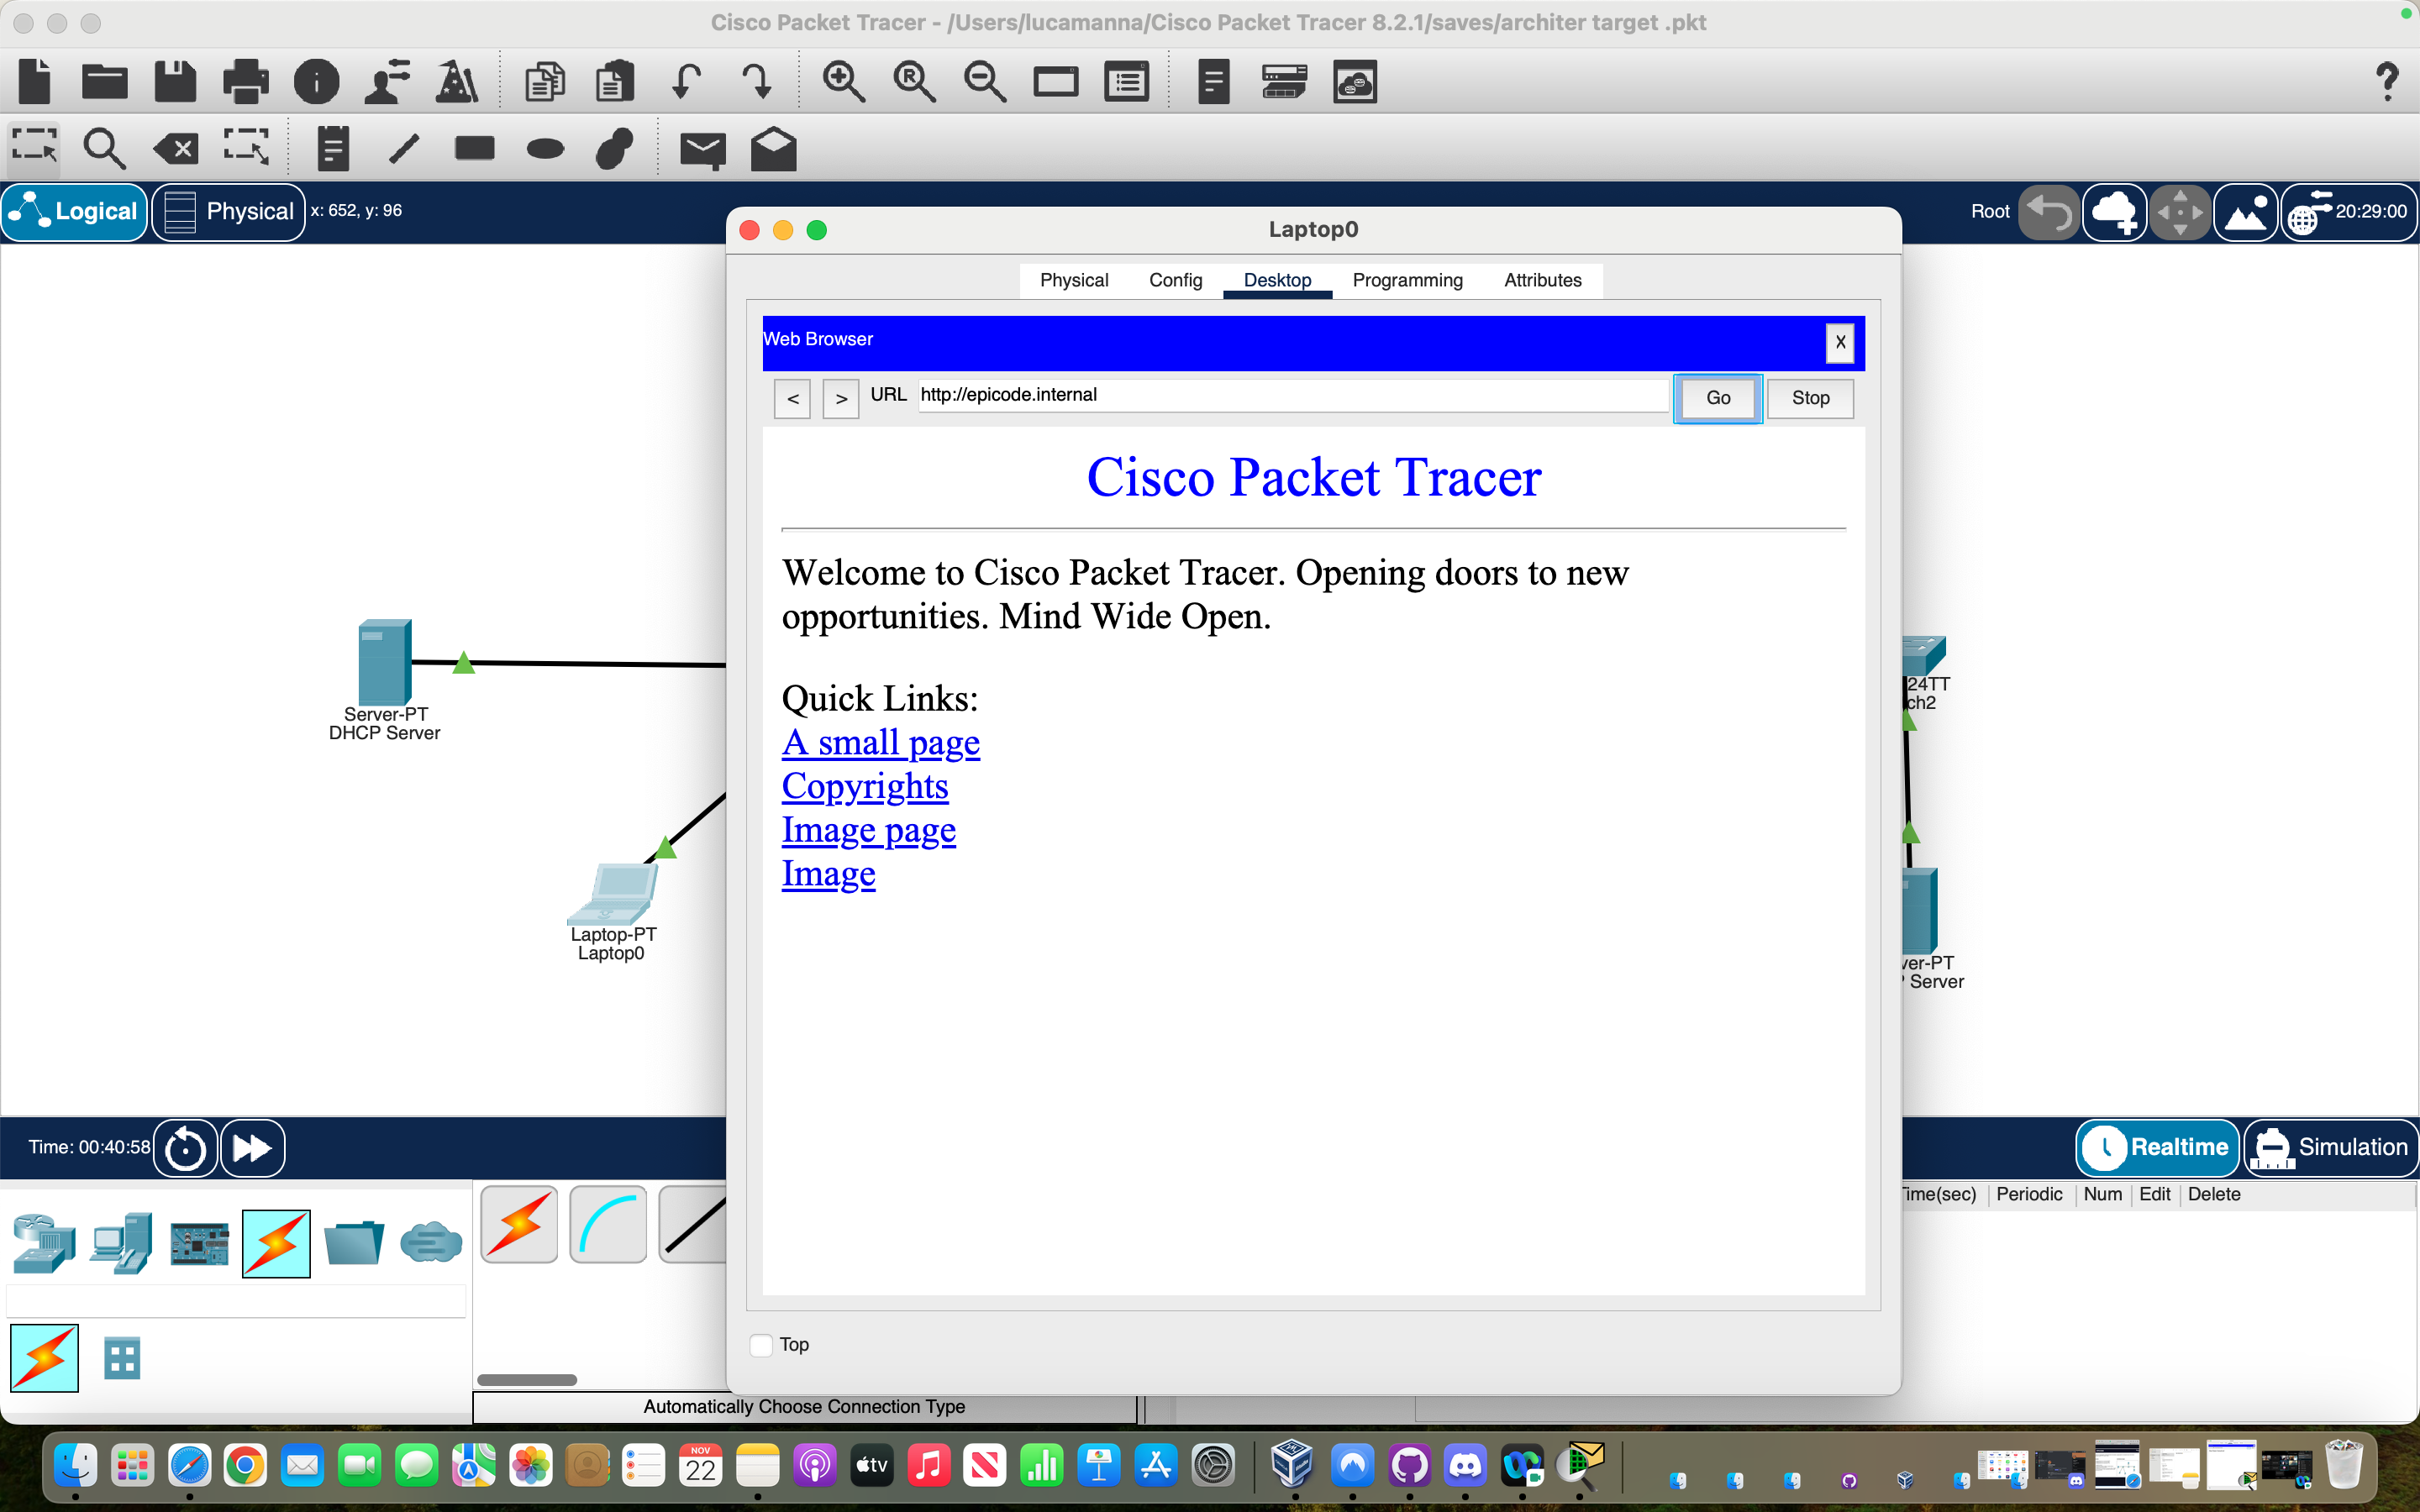 Cisco Packet Tracer - /Users/lucamanna/Cisco Packet Tracer 8.2.1/saves/architer target .pkt
Logical
Physical
x: 652, y: 96
Root
20:29:00
Laptop0
Physical
Config
Desktop
Programming
Attributes
Web Browser
X
<
>
URL
http://epicode.internal
Go
Stop
Cisco Packet Tracer
Welcome to Cisco Packet Tracer. Opening doors to new
opportunities. Mind Wide Open.
Quick Links:
A small page
Copyrights
Image page
Image
Server-PT
DHCP Server
Laptop-PT
Laptop0
24TT
ch2
ver-PT
Server
Top
Time: 00:40:58
Realtime
Simulation
Time(sec)
Periodic
Num
Edit
Delete
Automatically Choose Connection Type
NOV
22
tv